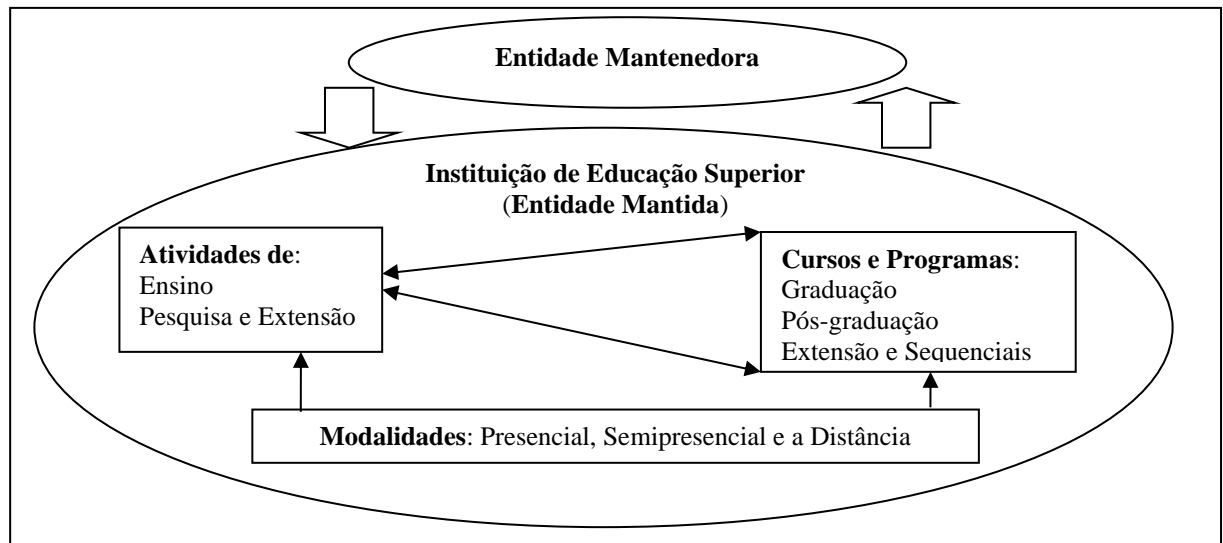 Entidade Mantenedora
Instituição de Educação Superior
(Entidade Mantida)
Atividades de:
Ensino
Pesquisa e Extensão
Cursos e Programas:
Graduação
Pós-graduação
Extensão e Sequenciais
Modalidades: Presencial, Semipresencial e a Distância